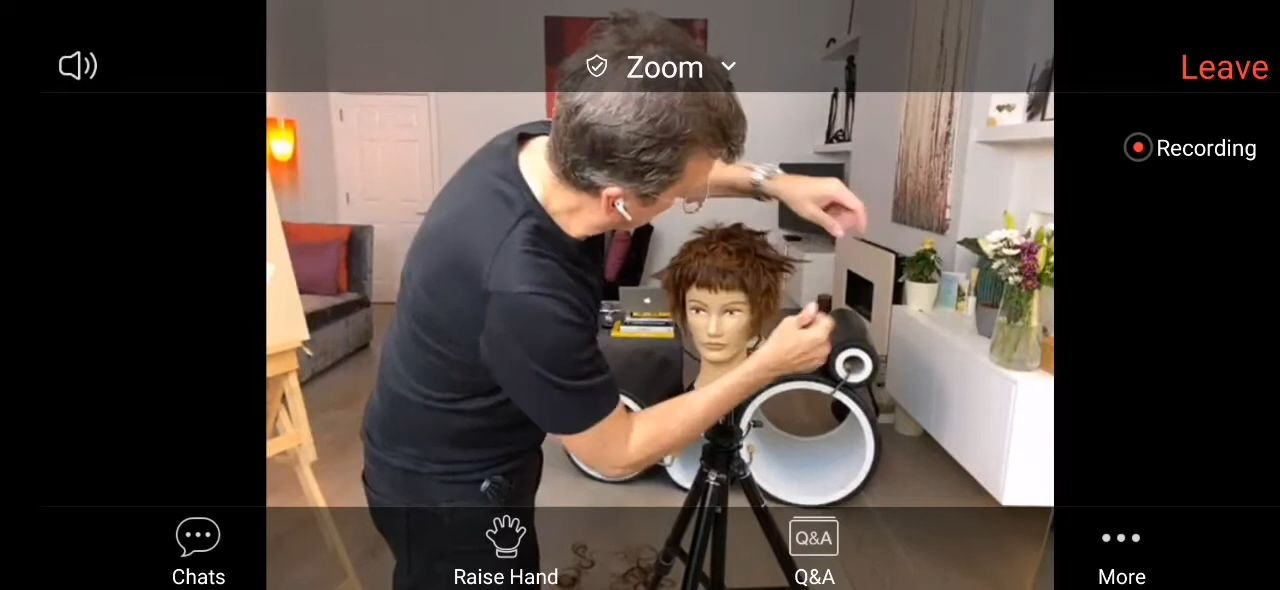 Zoom
Leave
Recording
Chats
Raise Hand
Q&A
Q&A
More